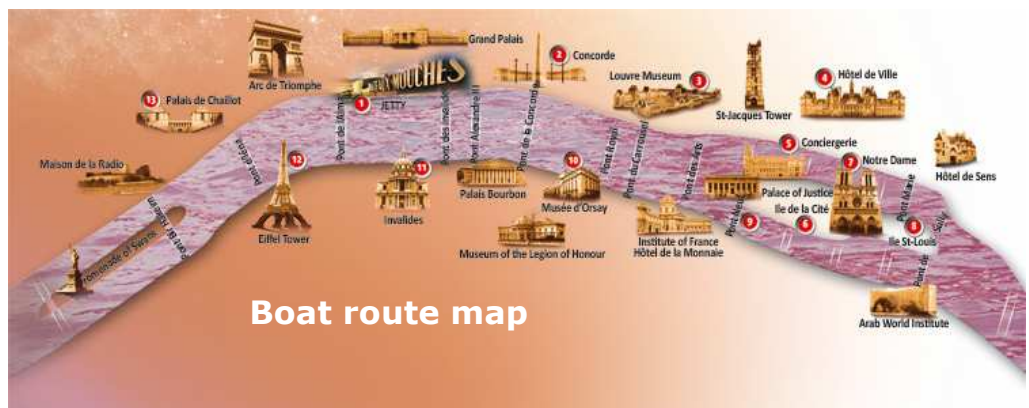 Grand Palais
2
Concorde
Arc de Triomphe
MOUCHES
Louvre Museum
3
4
Hôtel de Ville
13
Palais de Chaillot
1
JETTY
St-Jacques Tower
Pont de l'Alma
Pont des Invalides
Pont Alexandre III
Pont de la Concorde
5
Conciergerie
Maison de la Radio
12
11
10
Pont Royal
Pont du Carrousel
Pont des Arts
7
Notre Dame
Hôtel de Sens
Palais Bourbon
Musée d'Orsay
Palace of Justice
Pont Marie
Invalides
Ile de la Cité
Eiffel Tower
Pont Bir Hakeim
Promenade of Swans
Museum of the Legion of Honour
Institute of France
Hôtel de la Monnaie
9
6
8
Ile St-Louis
Pont de Sully
Boat route map
Arab World Institute